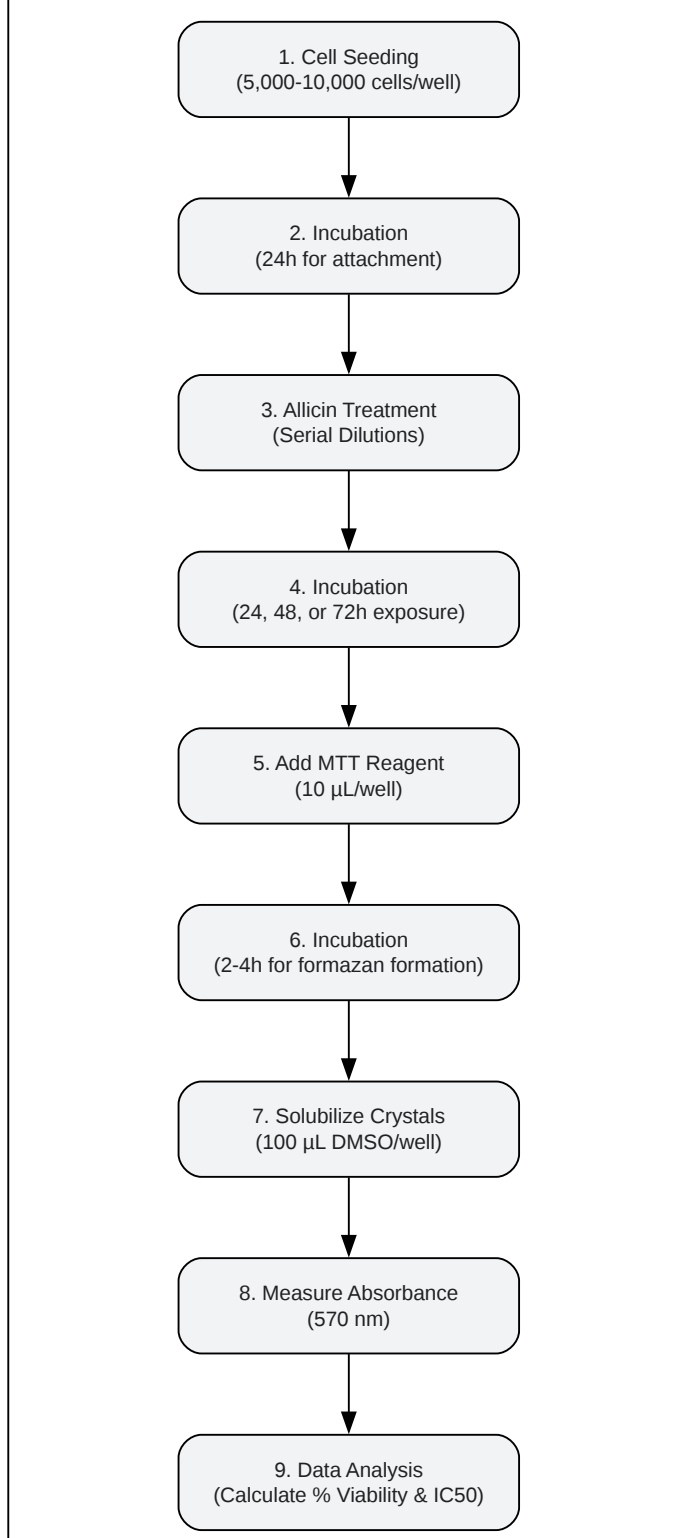 1. Cell Seeding
(5,000-10,000 cells/well)
2. Incubation
(24h for attachment)
3. Allicin Treatment
(Serial Dilutions)
4. Incubation
(24, 48, or 72h exposure)
5. Add MTT Reagent
(10 µL/well)
6. Incubation
(2-4h for formazan formation)
7. Solubilize Crystals
(100 µL DMSO/well)
8. Measure Absorbance
(570 nm)
9. Data Analysis
(Calculate % Viability & IC50)